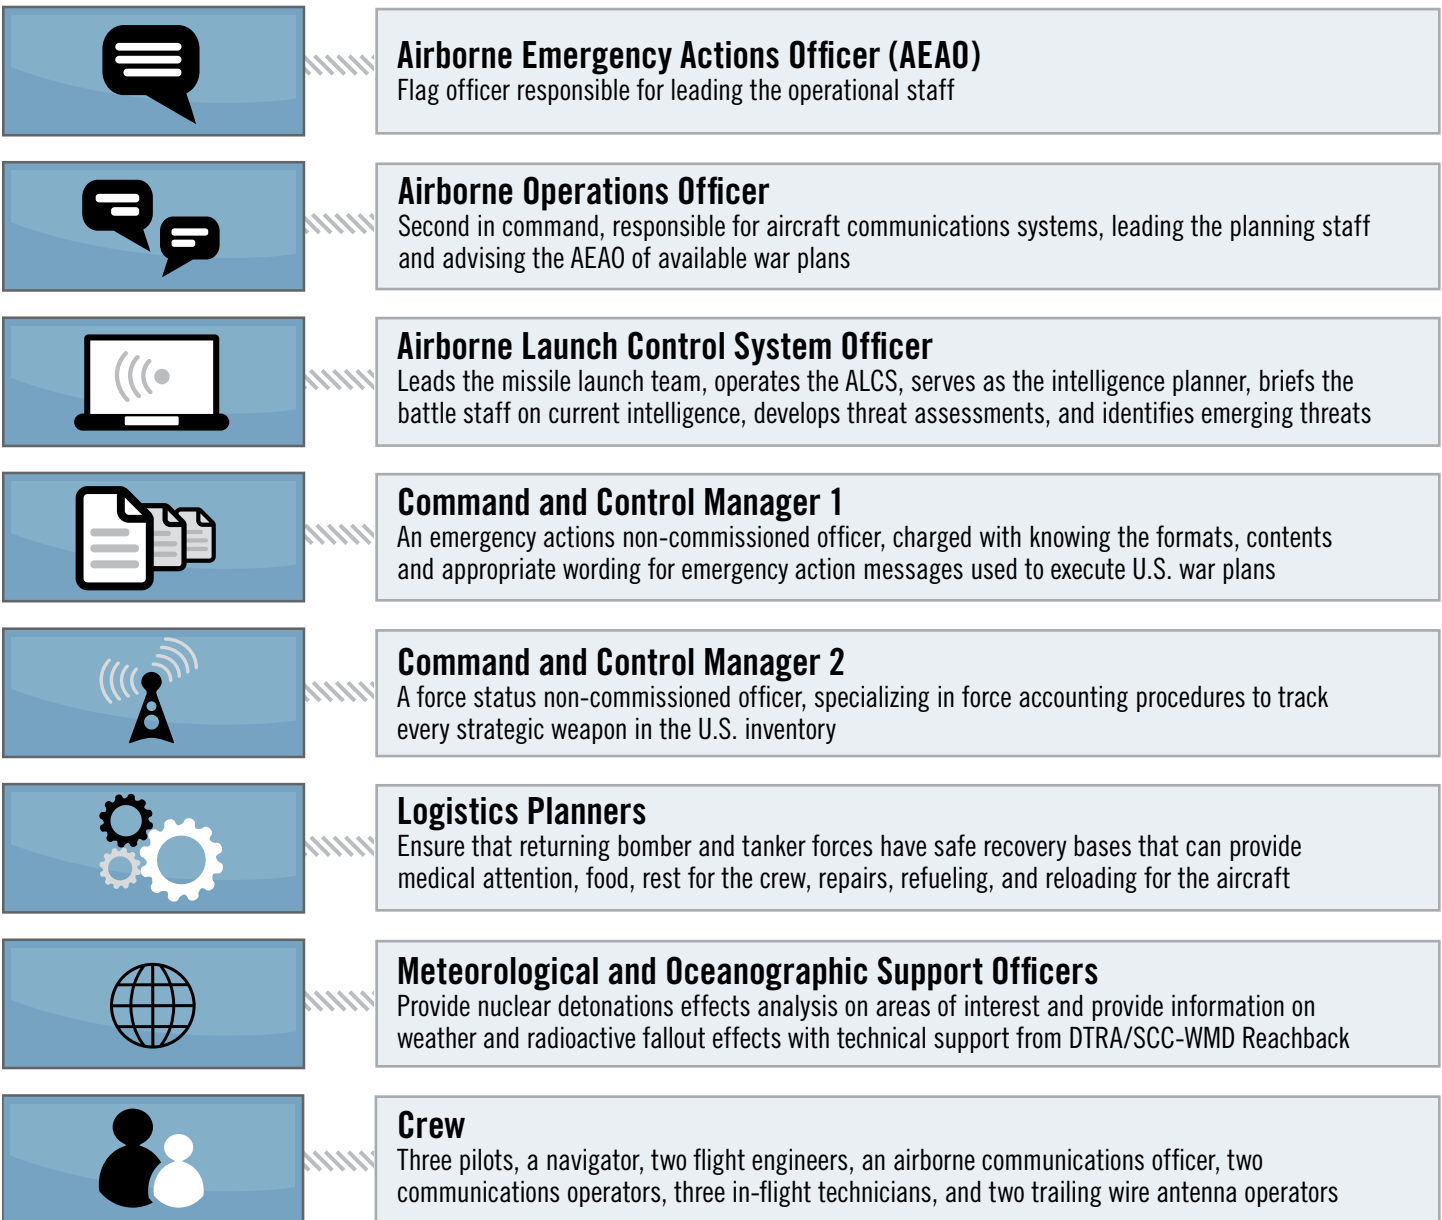 Airborne Emergency Actions Officer (AEAO)
Flag officer responsible for leading the operational staff
Airborne Operations Officer
Second in command, responsible for aircraft communications systems, leading the planning staff
and advising the AEAO of available war plans
Airborne Launch Control System Officer
Leads the missile launch team, operates the ALCS, serves as the intelligence planner, briefs the
battle staff on current intelligence, develops threat assessments, and identifies emerging threats
Command and Control Manager 1
An emergency actions non-commissioned officer, charged with knowing the formats, contents
and appropriate wording for emergency action messages used to execute U.S. war plans
Command and Control Manager 2
A force status non-commissioned officer, specializing in force accounting procedures to track
every strategic weapon in the U.S. inventory
Logistics Planners
Ensure that returning bomber and tanker forces have safe recovery bases that can provide
medical attention, food, rest for the crew, repairs, refueling, and reloading for the aircraft
Meteorological and Oceanographic Support Officers
Provide nuclear detonations effects analysis on areas of interest and provide information on
weather and radioactive fallout effects with technical support from DTRA/SCC-WMD Reachback
Crew
Three pilots, a navigator, two flight engineers, an airborne communications officer, two
communications operators, three in-flight technicians, and two trailing wire antenna operators